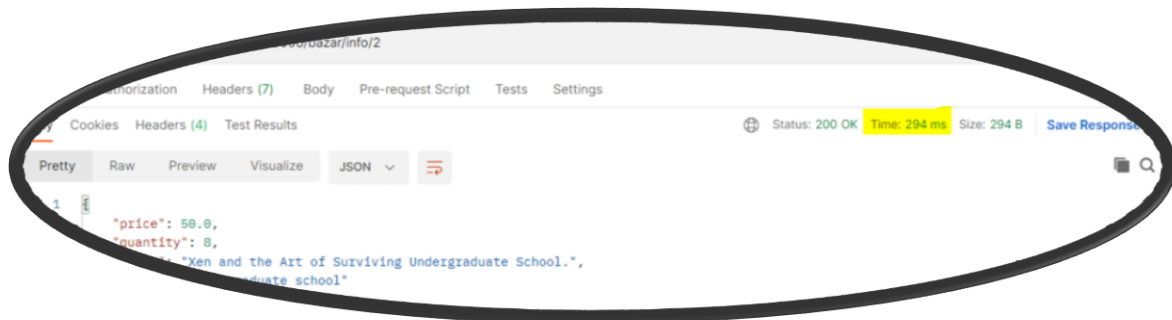 /bazar/info/2
Headers (7) Body Pre-request Script Tests Settings
Cookies Headers (4) Test Results Status: 200 OK Time: 294 ms Size: 294 B Save Response
Pretty Raw Preview Visualize JSON
1 {
"price": 50.0,
"quantity": 8,
"Xen and the Art of Surviving Undergraduate School.",
school"